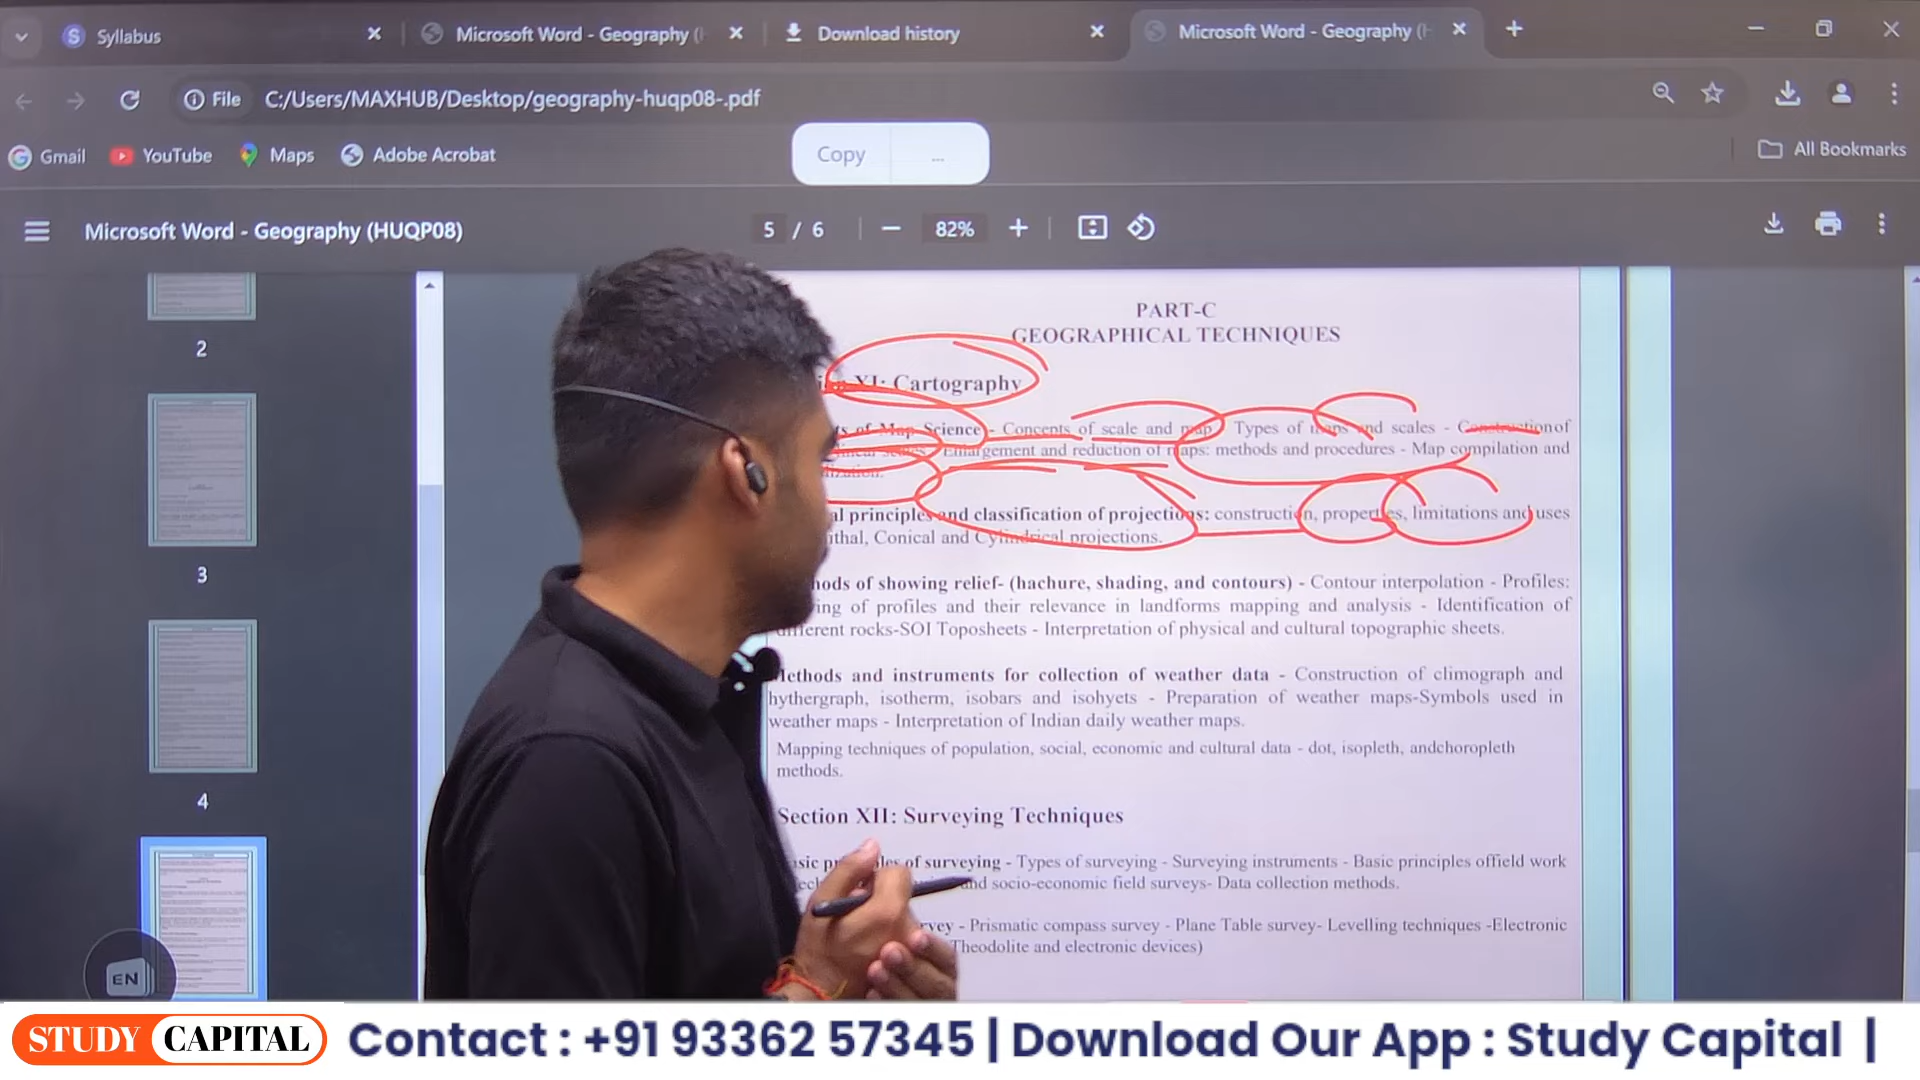 Syllabus
Microsoft Word - Geography (H
Download history
Microsoft Word - Geography (H
File C:/Users/MAXHUB/Desktop/geography-huqp08-.pdf
Gmail YouTube Maps Adobe Acrobat
Copy ...
All Bookmarks
Microsoft Word - Geography (HUQP08)
5 / 6
82%
2
3
4
EN
PART-C
GEOGRAPHICAL TECHNIQUES
XI: Cartography
of Map Science - Concepts of scale and map - Types of maps and scales - Construction of
Enlargement and reduction of maps: methods and procedures - Map compilation and
principles and classification of projections: construction, properties, limitations and uses
Conical and Cylindrical projections.
of showing relief- (hachure, shading, and contours) - Contour interpolation - Profiles:
of profiles and their relevance in landforms mapping and analysis - Identification of
different rocks-SOI Toposheets - Interpretation of physical and cultural topographic sheets.
Methods and instruments for collection of weather data - Construction of climograph and
hythergraph, isotherm, isobars and isohyets - Preparation of weather maps-Symbols used in
weather maps - Interpretation of Indian daily weather maps.
Mapping techniques of population, social, economic and cultural data - dot, isopleth, andchoropleth
methods.
Section XII: Surveying Techniques
of surveying - Types of surveying - Surveying instruments - Basic principles offield work
and socio-economic field surveys- Data collection methods.
- Prismatic compass survey - Plane Table survey- Levelling techniques -Electronic
Theodolite and electronic devices)
STUDY CAPITAL Contact : +91 93362 57345 | Download Our App : Study Capital |